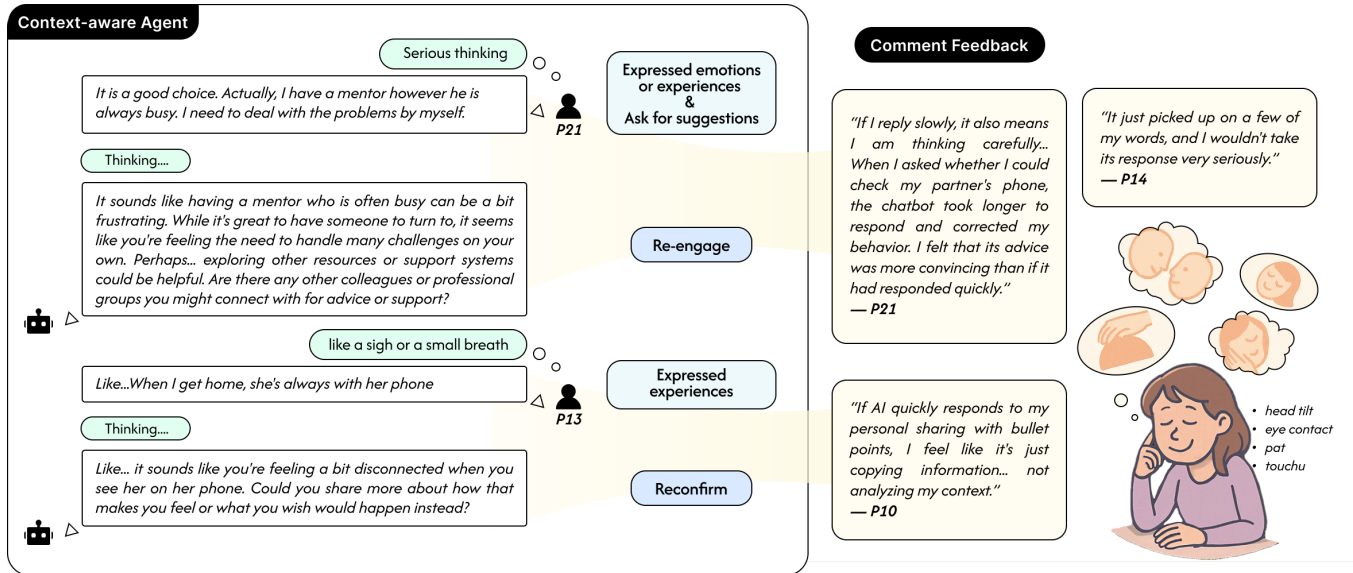 Context-aware Agent
Serious thinking
It is a good choice. Actually, I have a mentor however he is
always busy. I need to deal with the problems by myself.
P21
Expressed emotions
or experiences
&
Ask for suggestions
Thinking....
It sounds like having a mentor who is often busy can be a bit
frustrating. While it's great to have someone to turn to, it seems
like you're feeling the need to handle many challenges on your
own. Perhaps... exploring other resources or support systems
could be helpful. Are there any other colleagues or professional
groups you might connect with for advice or support?
Re-engage
like a sigh or a small breath
Like...When I get home, she's always with her phone
P13
Expressed
experiences
Thinking....
Like... it sounds like you're feeling a bit disconnected when you
see her on her phone. Could you share more about how that
makes you feel or what you wish would happen instead?
Reconfirm
Comment Feedback
“If I reply slowly, it also means
I am thinking carefully...
When I asked whether I could
check my partner's phone,
the chatbot took longer to
respond and corrected my
behavior. I felt that its advice
was more convincing than if it
had responded quickly.”
— P21
“It just picked up on a few of
my words, and I wouldn't take
its response very seriously.”
— P14
“If AI quickly responds to my
personal sharing with bullet
points, I feel like it's just
copying information... not
analyzing my context.”
— P10
• head tilt
• eye contact
• pat
• touchu